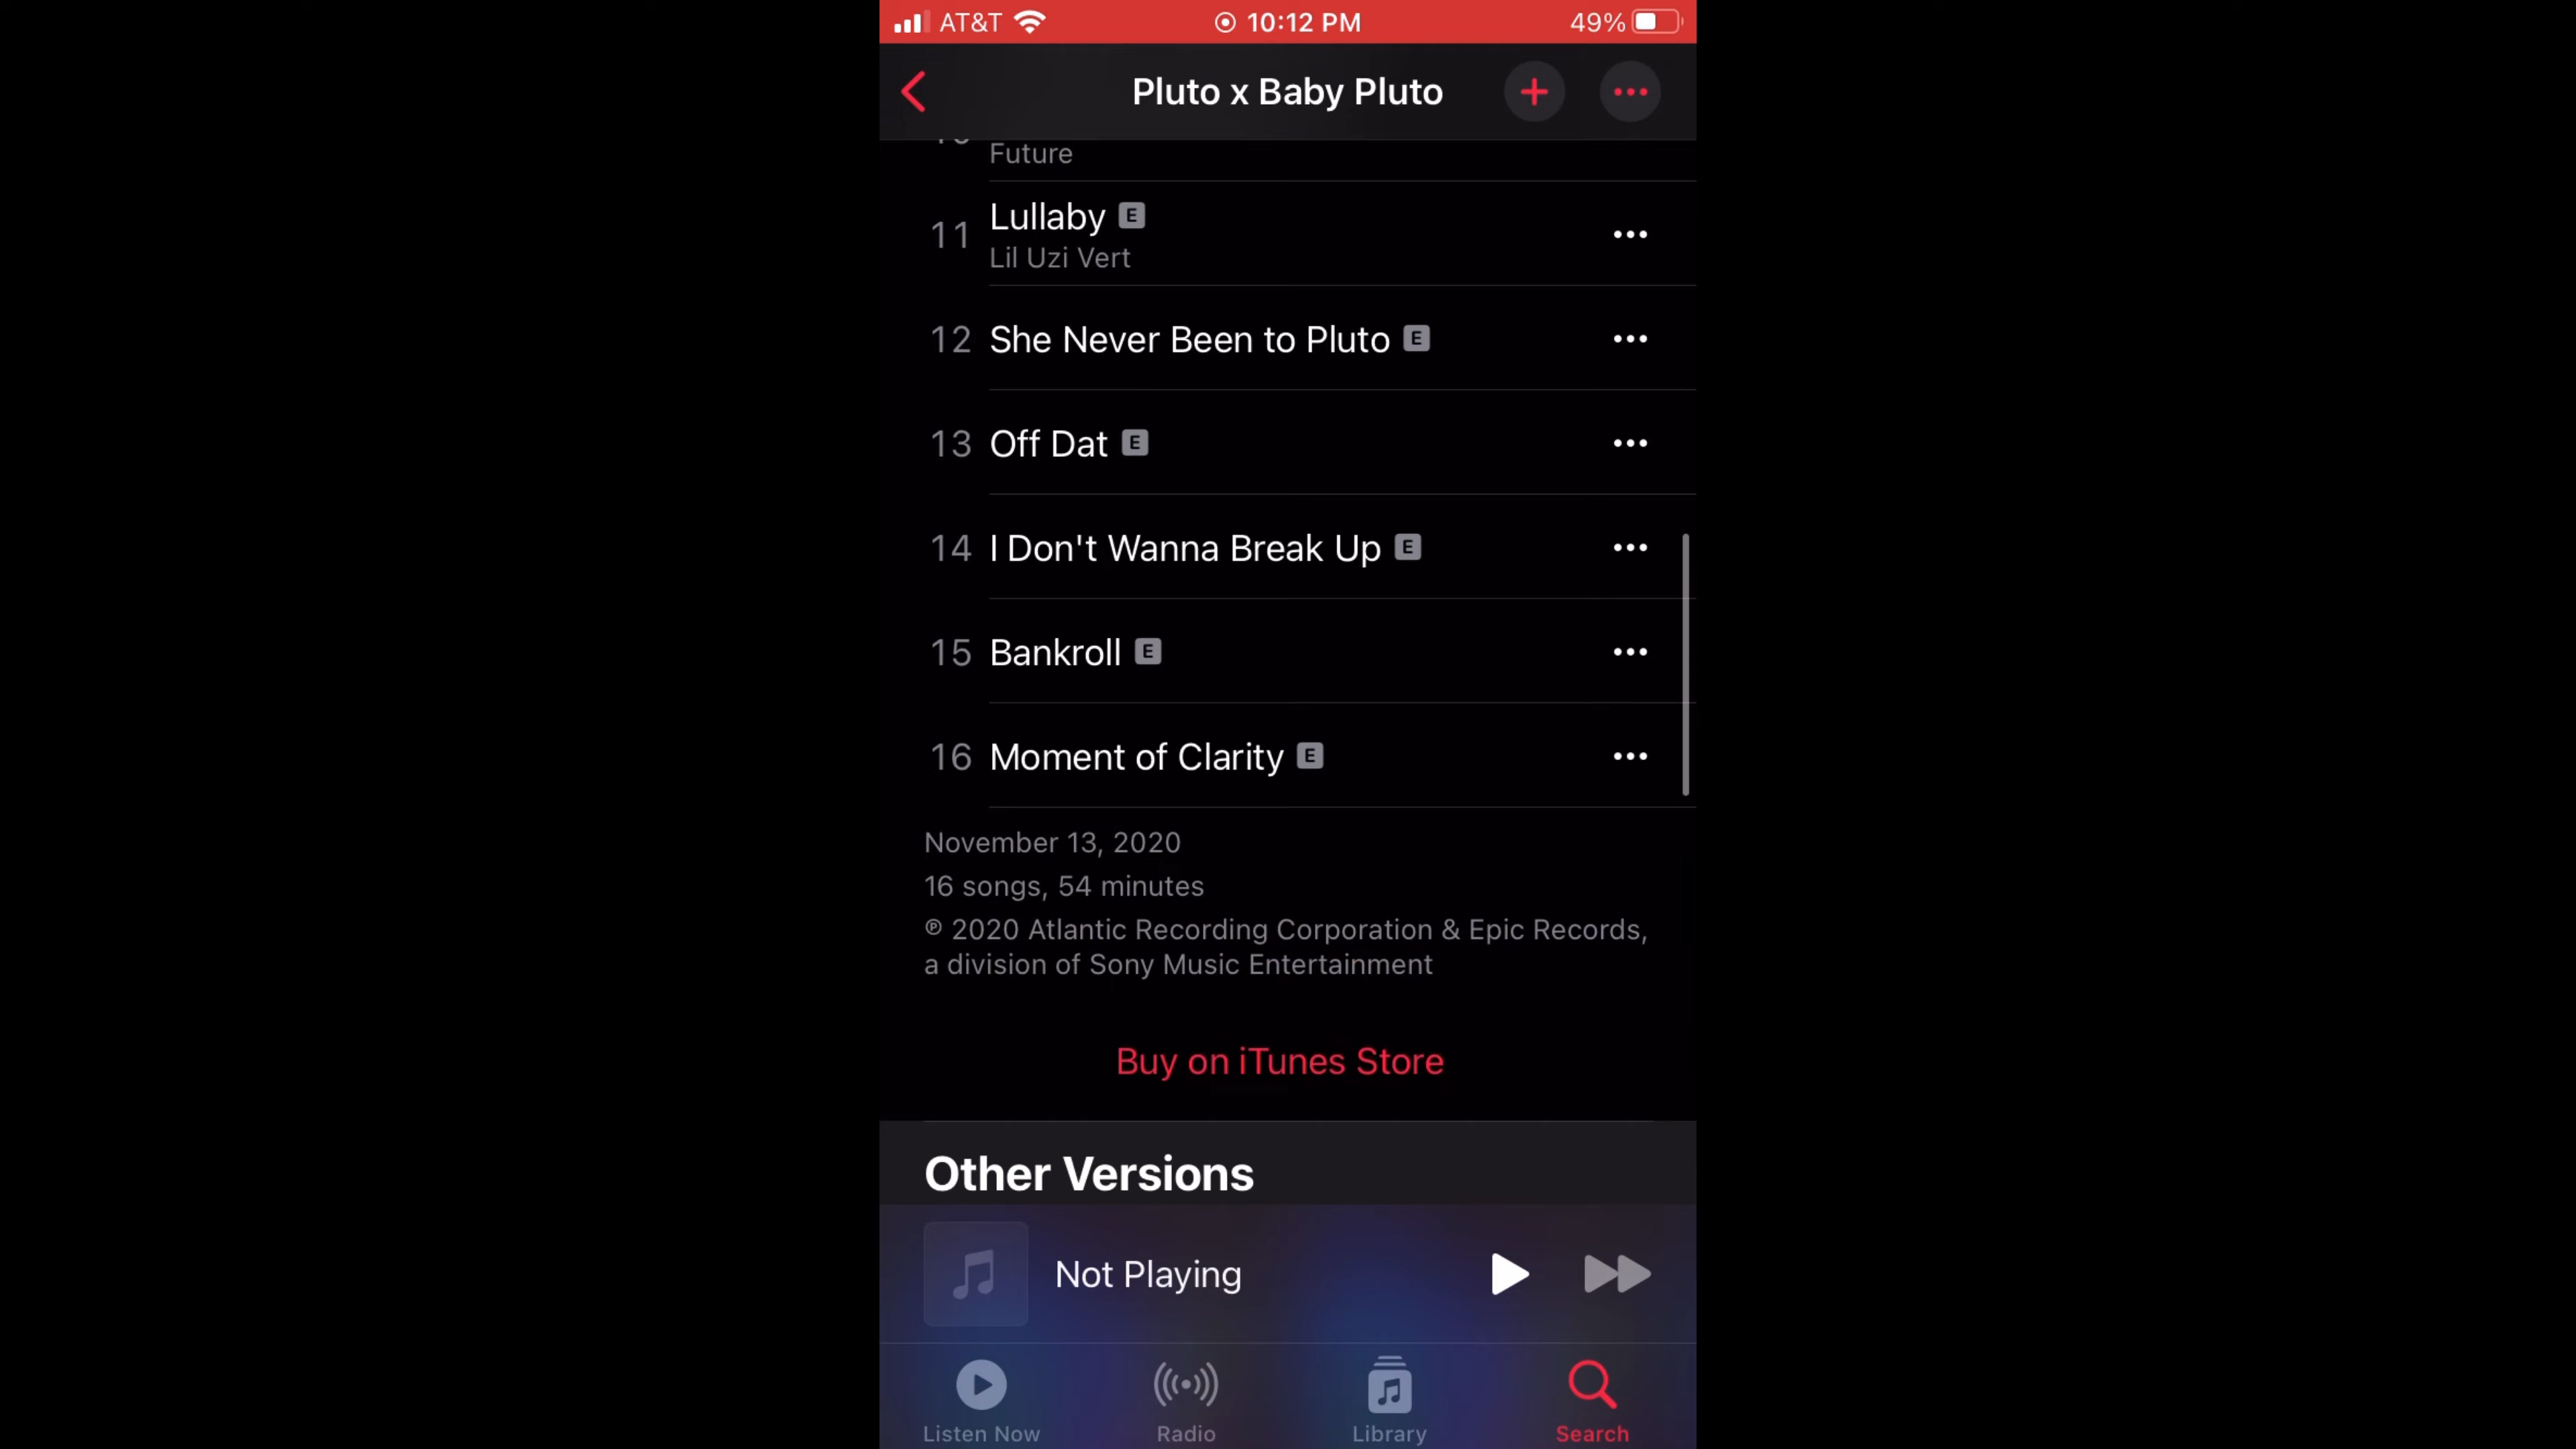 AT&T 10:12 PM 49%
Pluto x Baby Pluto
Future
11 Lullaby E
Lil Uzi Vert
12 She Never Been to Pluto E
13 Off Dat E
14 I Don't Wanna Break Up E
15 Bankroll E
16 Moment of Clarity E
November 13, 2020
16 songs, 54 minutes
℗ 2020 Atlantic Recording Corporation & Epic Records,
a division of Sony Music Entertainment
Buy on iTunes Store
Other Versions
Not Playing
Listen Now Radio Library Search